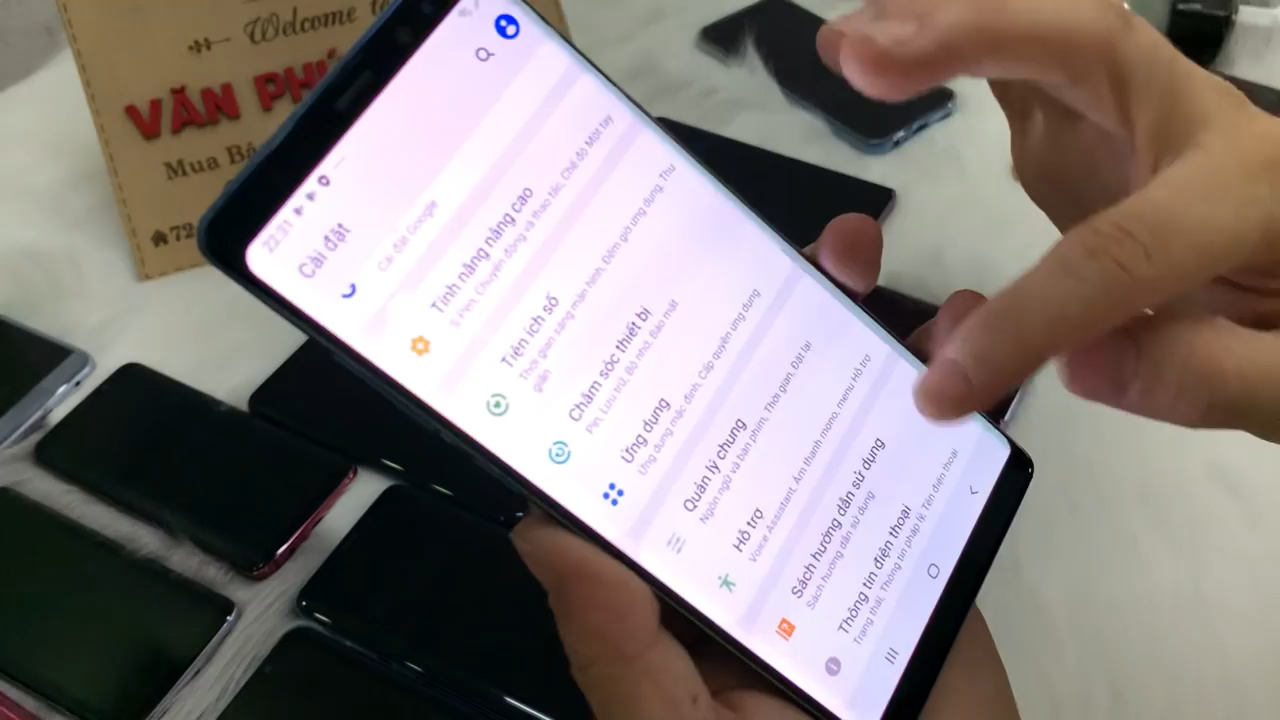 Welcome to
VĂN PHÚ
Mua Bá
72
22:31
Cài đặt
Cài đặt Google
Tính năng nâng cao
S Pen, Chuyển động và thao tác, Chế độ Một tay
Tiện ích số
Thời gian sáng màn hình, Đếm giờ ứng dụng, Thư
giãn
Chăm sóc thiết bị
Pin, Lưu trữ, Bộ nhớ, Bảo mật
Ứng dụng
Ứng dụng mặc định, Cấp quyền ứng dụng
Quản lý chung
Ngôn ngữ và bàn phím, Thời gian, Đặt lại
Hỗ trợ
Voice Assistant, Âm thanh mono, menu Hỗ trợ
Sách hướng dẫn sử dụng
Sách hướng dẫn sử dụng
Thông tin điện thoại
Trạng thái, Thông tin pháp lý, Tên điện thoại